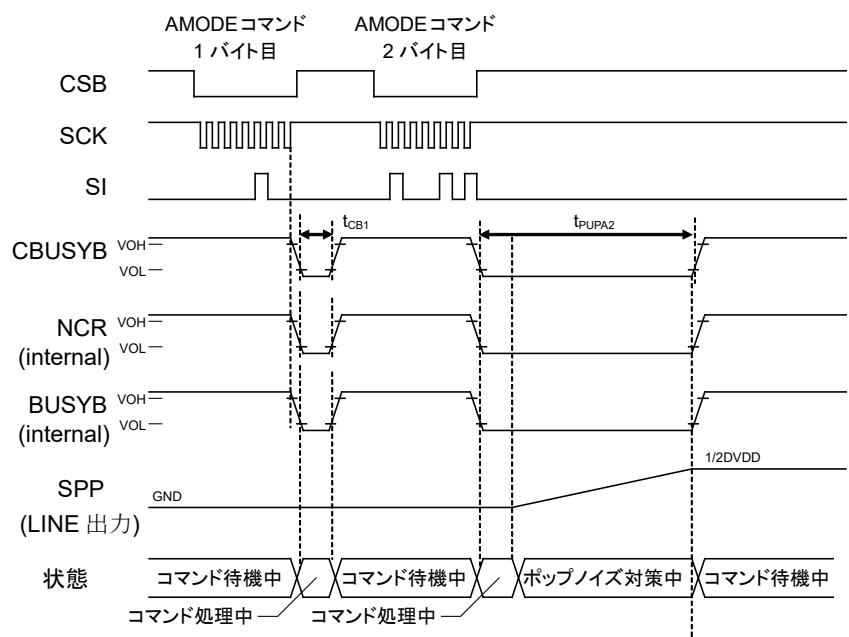 AMODEコマンド
1 バイト目
AMODEコマンド
2 バイト目
CSB
SCK
SI
tCB1
tPUPA2
CBUSYB
VOH
VOL
NCR
(internal)
VOH
VOL
BUSYB
(internal)
VOH
VOL
SPP
(LINE 出力)
GND
1/2DVDD
状態
コマンド待機中
コマンド待機中
ポップノイズ対策中
コマンド待機中
コマンド処理中
コマンド処理中